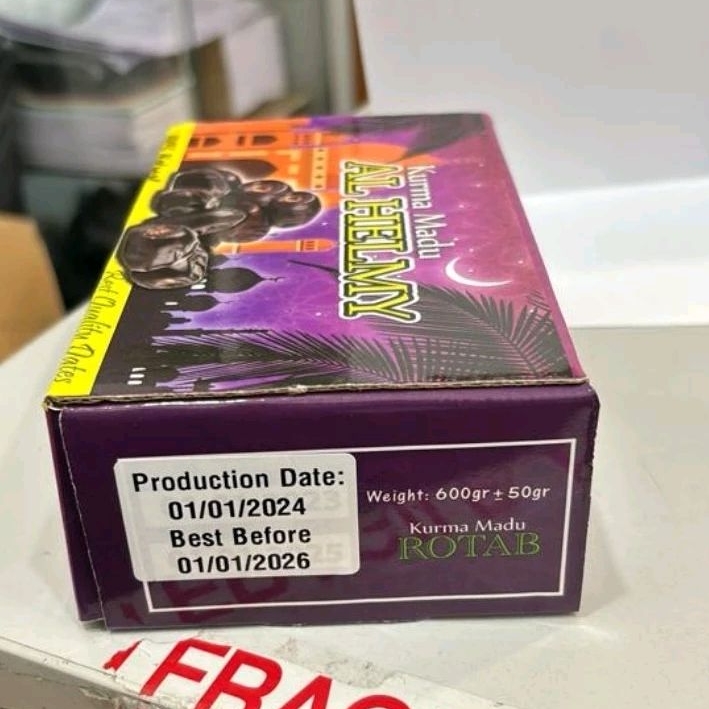 Kurma Madu
AL HELMY
Best Quality Dates
Production Date:
01/01/2024
Best Before
01/01/2026
Weight: 600gr ± 50gr
Kurma Madu
ROTAB